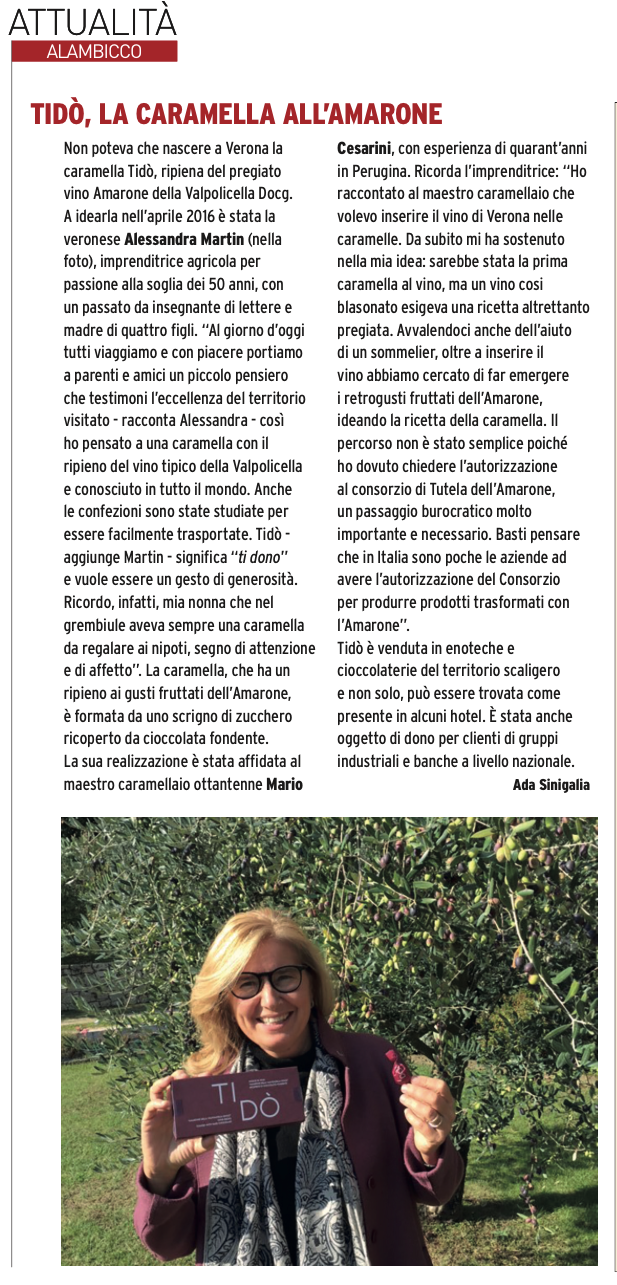 ATTUALITÀ
ALAMBICCO
TIDÒ, LA CARAMELLA ALL'AMARONE
Non poteva che nascere a Verona la
caramella Tidò, ripiena del pregiato
vino Amarone della Valpolicella Docg.
A idearla nell'aprile 2016 è stata la
veronese Alessandra Martin (nella
foto), imprenditrice agricola per
passione alla soglia dei 50 anni, con
un passato da insegnante di lettere e
madre di quattro figli. "Al giorno d'oggi
tutti viaggiamo e con piacere portiamo
a parenti e amici un piccolo pensiero
che testimoni l'eccellenza del territorio
visitato - racconta Alessandra - così
ho pensato a una caramella con il
ripieno del vino tipico della Valpolicella
e conosciuto in tutto il mondo. Anche
le confezioni sono state studiate per
essere facilmente trasportate. Tidò -
aggiunge Martin - significa "ti dono"
e vuole essere un gesto di generosità.
Ricordo, infatti, mia nonna che nel
grembiule aveva sempre una caramella
da regalare ai nipoti, segno di attenzione
e di affetto". La caramella, che ha un
ripieno ai gusti fruttati dell'Amarone,
è formata da uno scrigno di zucchero
ricoperto da cioccolata fondente.
La sua realizzazione è stata affidata al
maestro caramellaio ottantenne Mario
Cesarini, con esperienza di quarant'anni
in Perugina. Ricorda l'imprenditrice: "Ho
raccontato al maestro caramellaio che
volevo inserire il vino di Verona nelle
caramelle. Da subito mi ha sostenuto
nella mia idea: sarebbe stata la prima
caramella al vino, ma un vino cosi
blasonato esigeva una ricetta altrettanto
pregiata. Avvalendoci anche dell'aiuto
di un sommelier, oltre a inserire il
vino abbiamo cercato di far emergere
i retrogusti fruttati dell'Amarone,
ideando la ricetta della caramella. Il
percorso non è stato semplice poiché
ho dovuto chiedere l'autorizzazione
al consorzio di Tutela dell'Amarone,
un passaggio burocratico molto
importante e necessario. Basti pensare
che in Italia sono poche le aziende ad
avere l'autorizzazione del Consorzio
per produrre prodotti trasformati con
l'Amarone".
Tidò è venduta in enoteche e
cioccolaterie del territorio scaligero
e non solo, può essere trovata come
presente in alcuni hotel. È stata anche
oggetto di dono per clienti di gruppi
industriali e banche a livello nazionale.
Ada Sinigalia
TI
DÒ